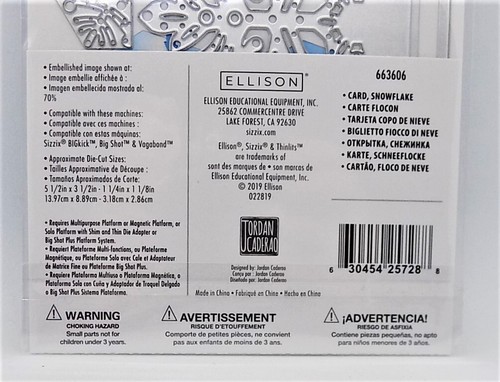 • Embellished image shown at:
• Image embellie affichée à :
• Imagen embellecida mostrada al:
70%
• Compatible with these machines:
• Compatible avec ces machines :
• Compatible con estas máquinas:
Sizzix® BIGkick™, Big Shot™ & Vagabond™
• Approximate Die-Cut Sizes:
• Tailles Approximative de Découpe :
• Tamaños Aproximados de Corte:
5 1/2in x 3 1/2in - 1 1/4in x 1 1/8in
13.97cm x 8.89cm - 3.18cm x 2.86cm
• Requires Multipurpose Platform or Magnetic Platform, or
Solo Platform with Shim and Thin Die Adapter or
Big Shot Plus Platform System.
• Requiert Plateforme Multi-fonctions, ou Plateforme
Magnétique, ou Plateforme Solo avec Cale et Adaptateur
de Matrice Fine ou Plateforme Big Shot Plus.
• Requiere Plataforma Multiuso o Plataforma Magnética, o
Plataforma Solo con Cuña y Adaptador de Troquel Delgado
o Big Shot Plus Sistema Plataforma.
ELLISON
ELLISON EDUCATIONAL EQUIPMENT, INC.
25862 COMMERCENTRE DRIVE
LAKE FOREST, CA 92630
sizzix.com
Ellison®, Sizzix® & Thinlits™
are trademarks of
sont des marques de • son marcas de
Ellison Educational Equipment, Inc.
© 2019 Ellison
022819
JORDAN
CADERAO
Designed by: Jordan Caderao
Conçu par: Jordan Caderao
Diseñado por: Jordan Caderao
Made in China • Fabriqué en Chine • Hecho en China
663606
• CARD, SNOWFLAKE
• CARTE FLOCON
• TARJETA COPO DE NIEVE
• BIGLIETTO FIOCCO DI NEVE
• ОТКРЫТКА, СНЕЖИНКА
• KARTE, SCHNEEFLOCKE
• CARTÃO, FLOCO DE NEVE
6 30454 25728 8
WARNING
CHOKING HAZARD
Small parts not for
children under 3 years.
AVERTISSEMENT
RISQUE D'ETOUFFEMENT
Comporte de petites pièces, ne convient
pas aux enfants de moins de 3 ans.
¡ADVERTENCIA!
RIESGO DE ASFIXIA
Contiene piezas pequeñas, no apto
para niños menores de 3 años.